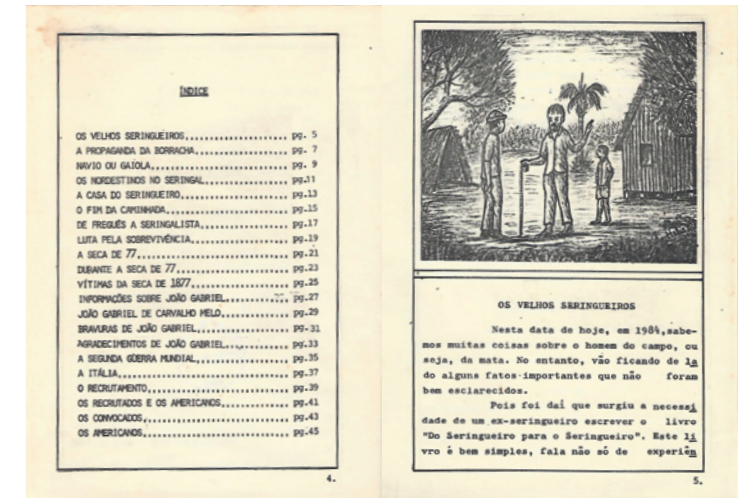 ÍNDICE
OS VELHOS SERINGUEIROS..................... pg. 5
A PROPAGANDA DA BORRACHA................... pg. 7
NAVIO OU GAÍOLA............................ pg. 9
OS NORDESTINOS NO SERINGAL................. pg.11
A CASA DO SERINGUEIRO...................... pg.13
O FIM DA CAMINHADA......................... pg.15
DE FREGUÊS A SERINGALISTA.................. pg.17
LUTA PELA SOBREVIVÊNCIA.................... pg.19
A SECA DE 77............................... pg.21
DURANTE A SECA DE 77....................... pg.23
VÍTIMAS DA SECA DE 1877.................... pg.25
INFORMAÇÕES SOBRE JOÃO GABRIEL............. pg.27
JOÃO GABRIEL DE CARVALHO MELO.............. pg.29
BRAVURAS DE JOÃO GABRIEL................... pg.31
AGRADECIMENTOS DE JOÃO GABRIEL............. pg.33
A SEGUNDA GÜERRA MUNDIAL................... pg.35
A ITÁLIA................................... pg.37
O RECRUTAMENTO............................. pg.39
OS RECRUTADOS E OS AMERICANOS.............. pg.41
OS CONVOCADOS.............................. pg.43
OS AMERICANOS.............................. pg.45
4.
OS VELHOS SERINGUEIROS
Nesta data de hoje, em 1984,sabe-
mos muitas coisas sobre o homem do campo, ou
seja, da mata. No entanto, vão ficando de la
do alguns fatos importantes que não foram
bem esclarecidos.
Pois foi daí que surgiu a necessi
dade de um ex-seringueiro escrever o livro
"Do Seringueiro para o Seringueiro". Este li
vro é bem simples, fala não só de experiên
5.